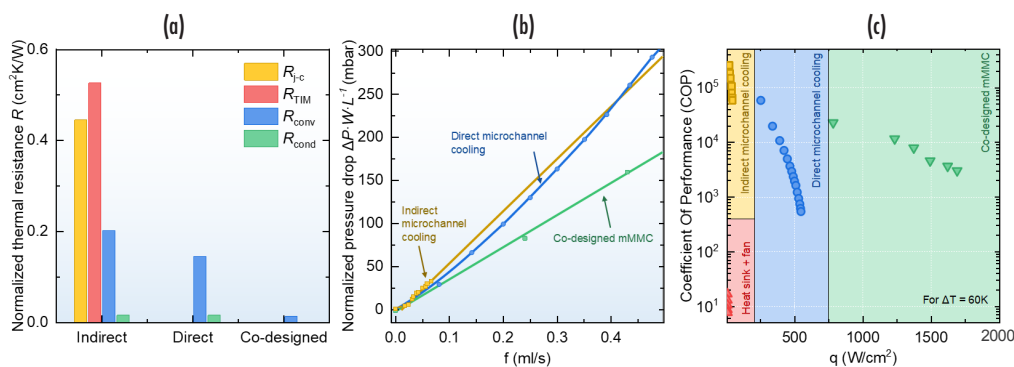 (a)
Normalized thermal resistance R (cm²K/W)
0.6
0.4
0.2
0.0
R_j-c
R_TIM
R_conv
R_cond
Indirect
Direct
Co-designed
(b)
Normalized pressure drop ΔP·W·L⁻¹ (mbar)
300
250
200
150
100
50
0
Direct microchannel
cooling
Indirect
microchannel
cooling
Co-designed mMMC
0.0
0.1
0.2
0.3
0.4
0.5
f (ml/s)
(c)
Coefficient Of Performance (COP)
10⁵
10⁴
10³
10²
10¹
Indirect microchannel cooling
Heat sink + fan
Direct microchannel cooling
Co-designed mMMC
For ΔT = 60K
500
1000
1500
2000
q (W/cm²)